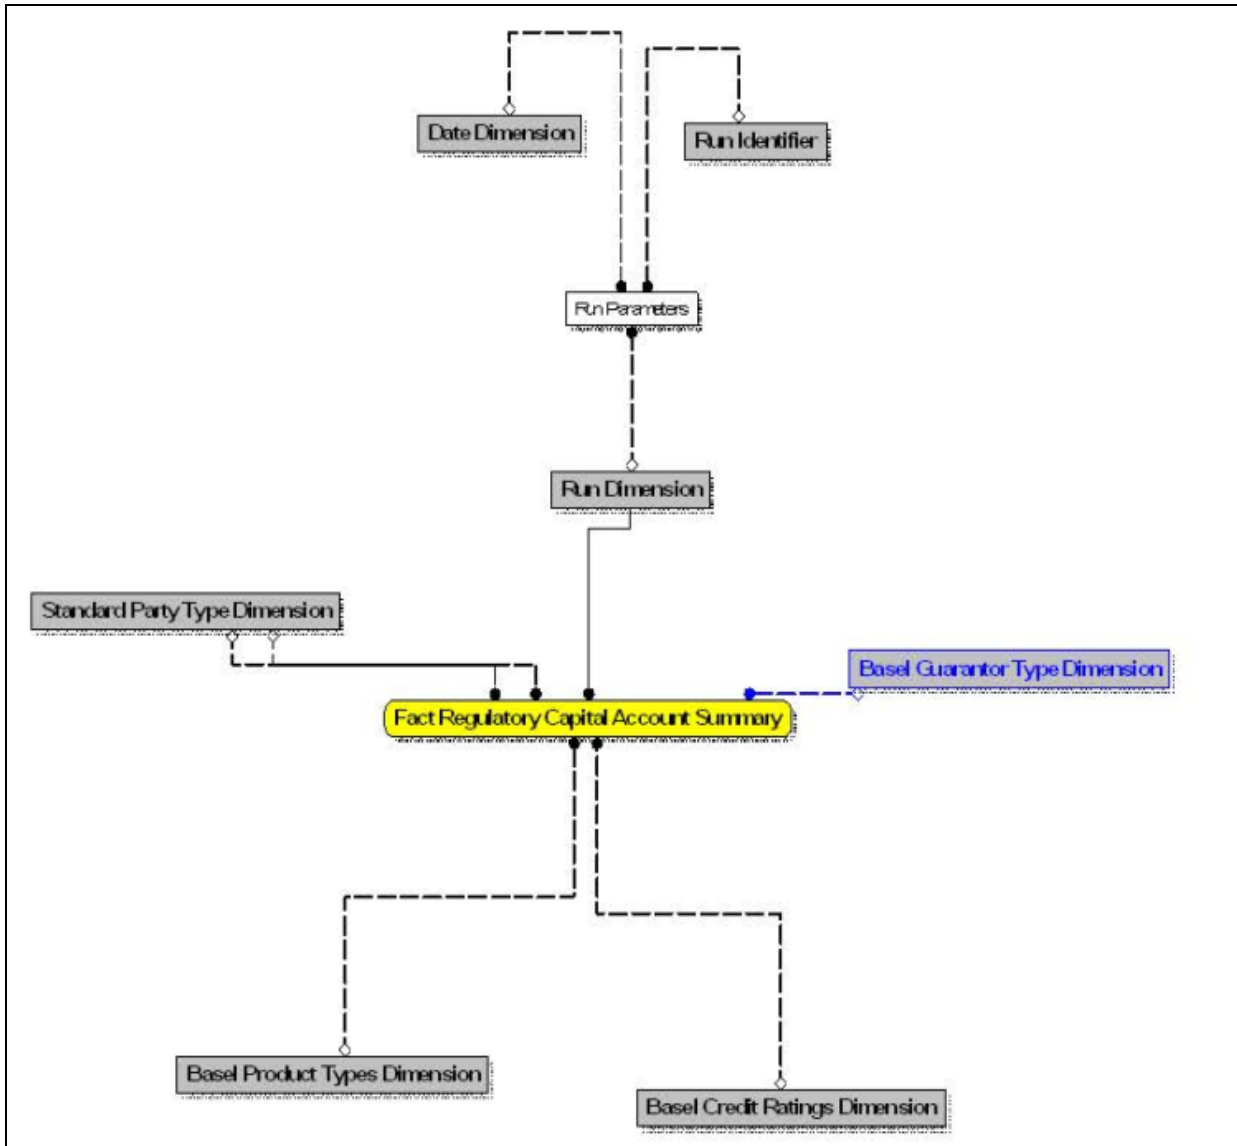 Date Dimension
Run Identifier
Run Parameters
Run Dimension
Standard Party Type Dimension
Basel Guarantor Type Dimension
Fact Regulatory Capital Account Summary
Basel Product Types Dimension
Basel Credit Ratings Dimension